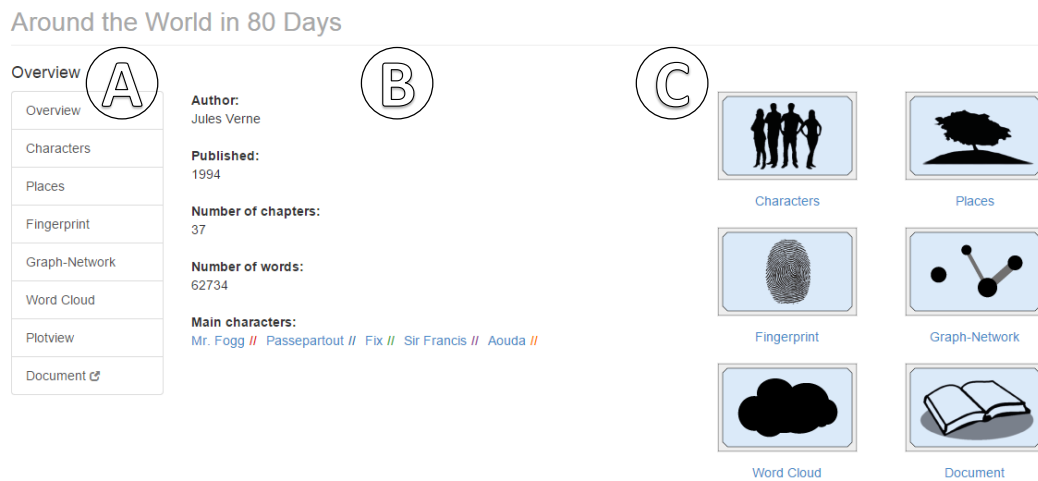 Around the World in 80 Days
Overview
A
B
C
Overview
Characters
Places
Fingerprint
Graph-Network
Word Cloud
Plotview
Document
Author:
Jules Verne
Published:
1994
Number of chapters:
37
Number of words:
62734
Main characters:
Mr. Fogg // Passepartout // Fix // Sir Francis // Aouda //
Characters
Places
Fingerprint
Graph-Network
Word Cloud
Document